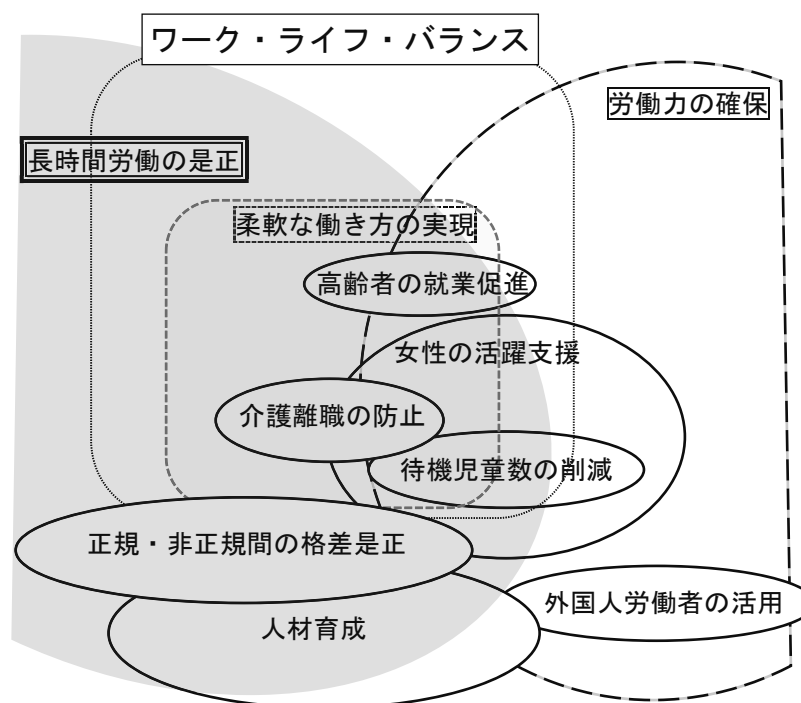 ワーク・ライフ・バランス
労働力の確保
長時間労働の是正
柔軟な働き方の実現
高齢者の就業促進
女性の活躍支援
介護離職の防止
待機児童数の削減
正規・非正規間の格差是正
外国人労働者の活用
人材育成